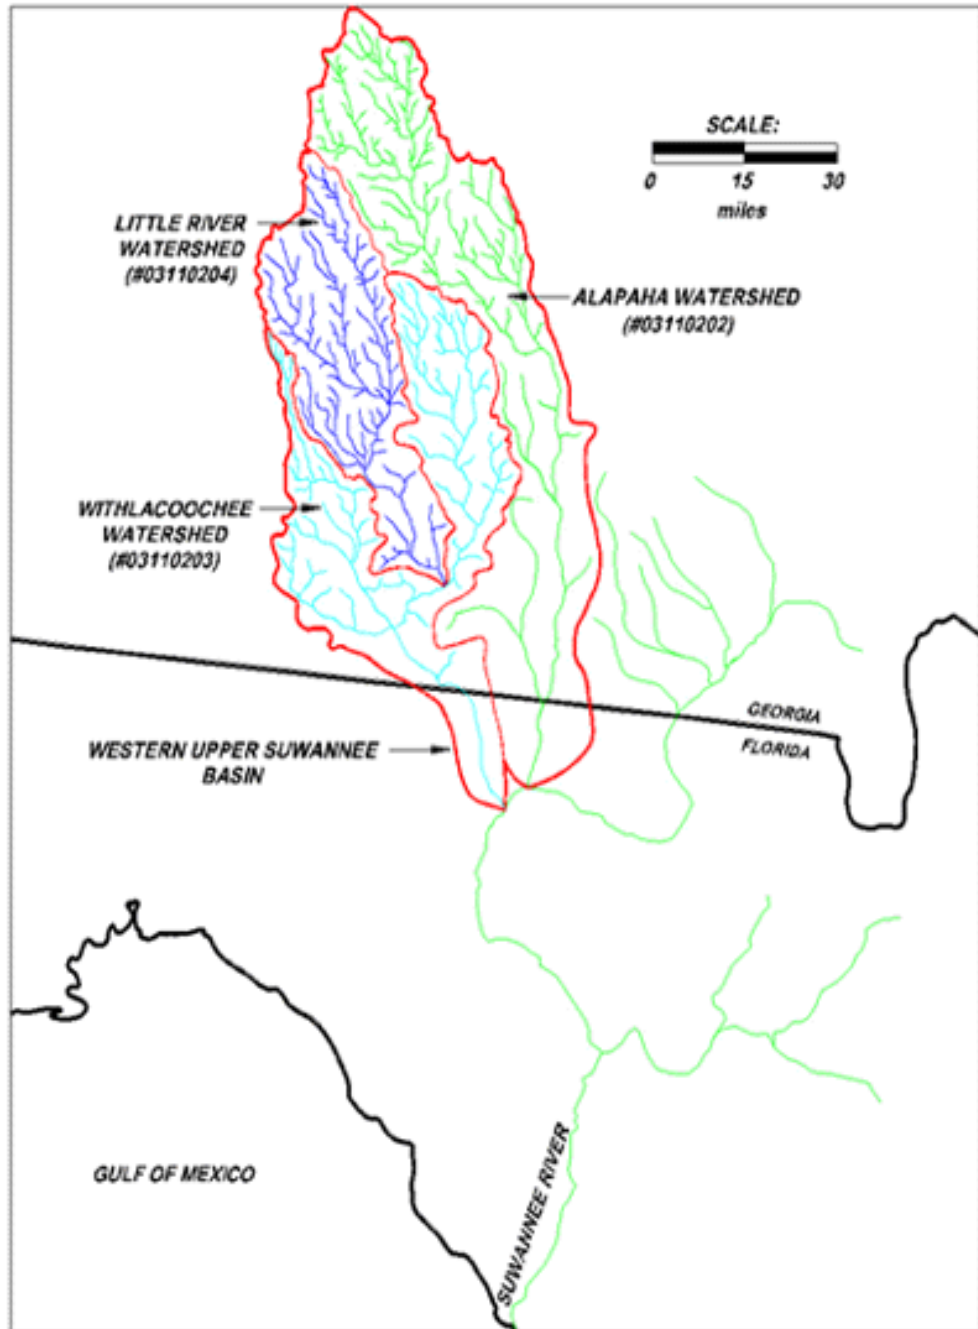 SCALE:
0 15 30
miles
LITTLE RIVER
WATERSHED
(#03110204)
ALAPAHA WATERSHED
(#03110202)
WITHLACOOCHEE
WATERSHED
(#03110203)
GEORGIA
FLORIDA
WESTERN UPPER SUWANNEE
BASIN
GULF OF MEXICO
SUWANNEE RIVER